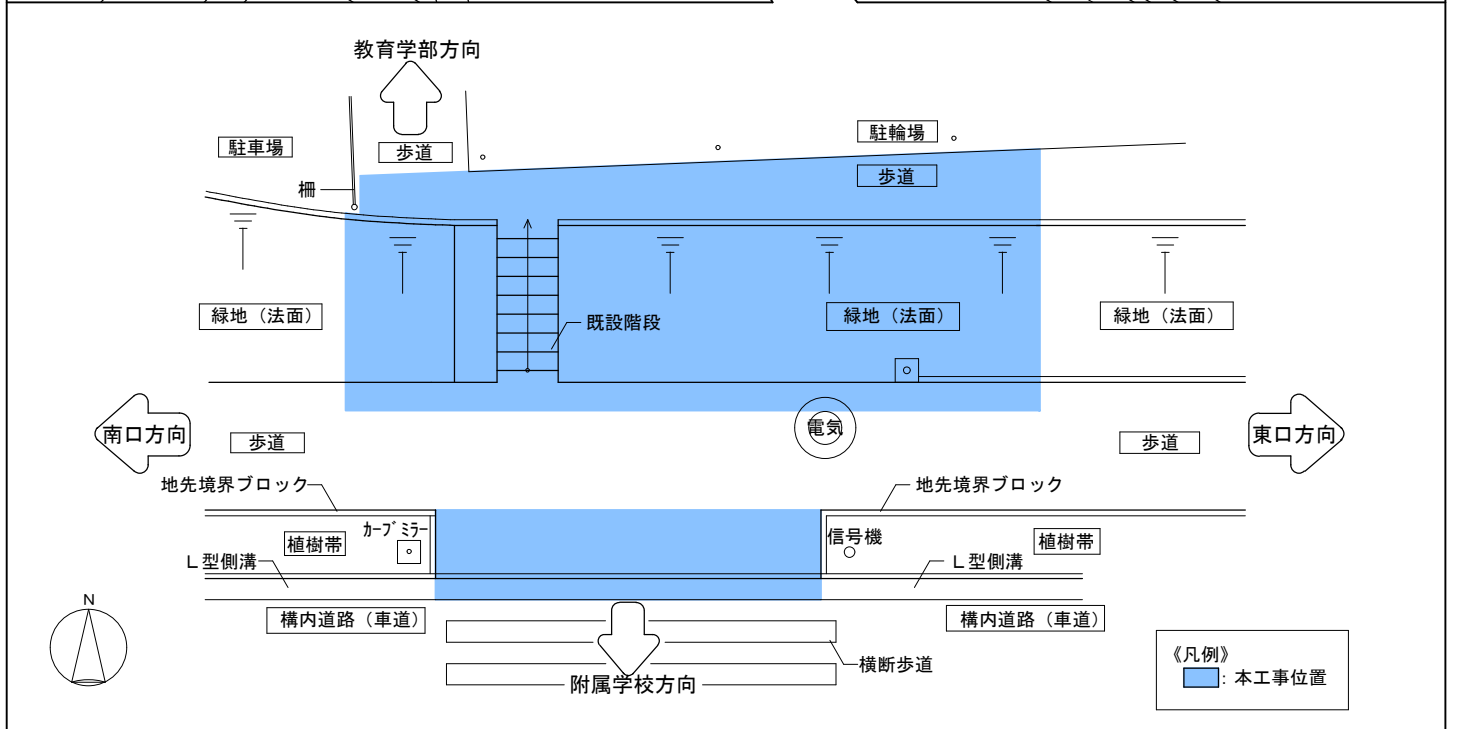 教育学部方向
駐車場
歩道
駐輪場
歩道
柵
緑地（法面）
既設階段
緑地（法面）
緑地（法面）
南口方向
歩道
電気
歩道
東口方向
地先境界ブロック
地先境界ブロック
カーブミラー
植樹帯
信号機
植樹帯
Ｌ型側溝
Ｌ型側溝
N
構内道路（車道）
構内道路（車道）
横断歩道
附属学校方向
《凡例》
：本工事位置